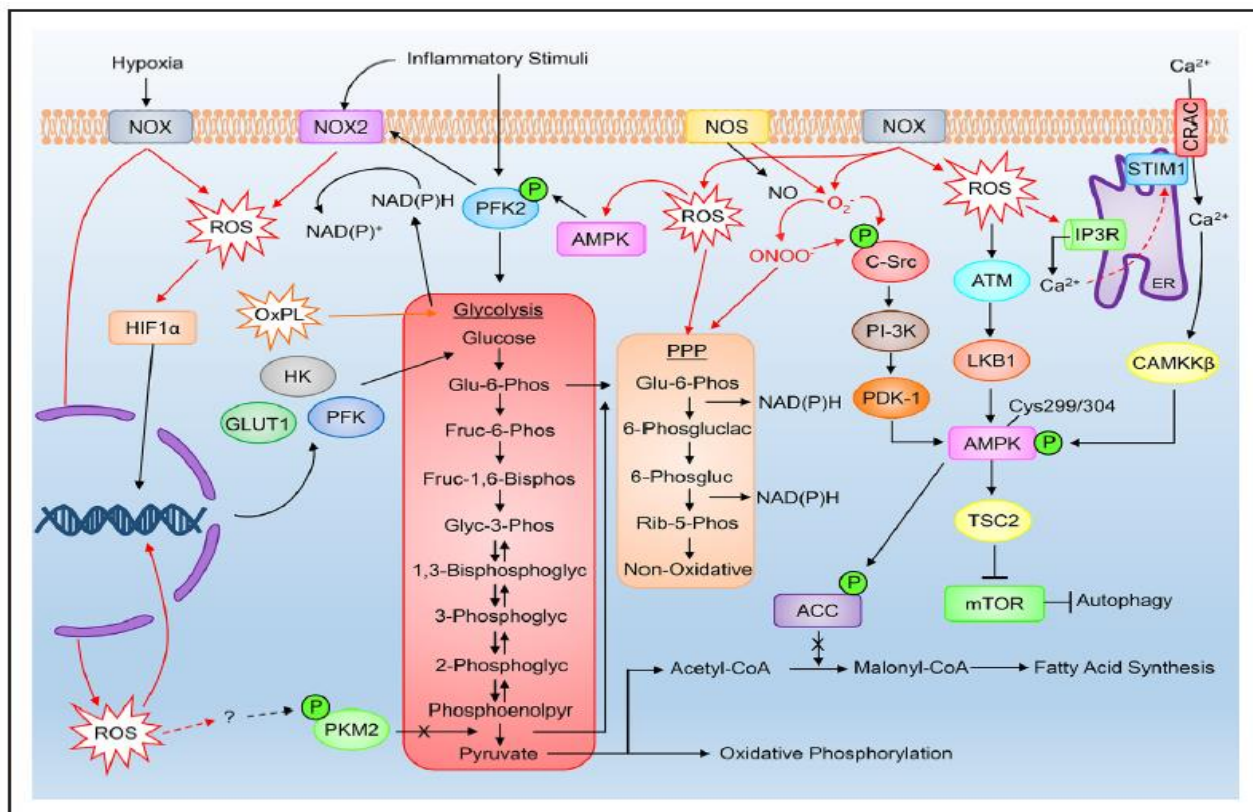 Hypoxia
Inflammatory Stimuli
Ca²⁺
NOX
NOX2
NOS
NOX
CRAC
STIM1
ROS
NAD(P)H
NAD(P)⁺
PFK2
P
AMPK
ROS
NO
O₂⁻
ONOO⁻
P
C-Src
ROS
IP3R
Ca²⁺
Ca²⁺
ER
HIF1α
OxPL
HK
GLUT1
PFK
Glycolysis
Glucose
Glu-6-Phos
Fruc-6-Phos
Fruc-1,6-Bisphos
Glyc-3-Phos
1,3-Bisphosphoglyc
3-Phosphoglyc
2-Phosphoglyc
Phosphoenolpyr
Pyruvate
PPP
Glu-6-Phos
NAD(P)H
6-Phosgluclac
6-Phosgluc
NAD(P)H
Rib-5-Phos
Non-Oxidative
PI-3K
PDK-1
ATM
LKB1
CAMKKβ
Cys299/304
AMPK
P
TSC2
mTOR
Autophagy
P
ACC
X
Acetyl-CoA
Malonyl-CoA
Fatty Acid Synthesis
Oxidative Phosphorylation
ROS
?
P
PKM2
X